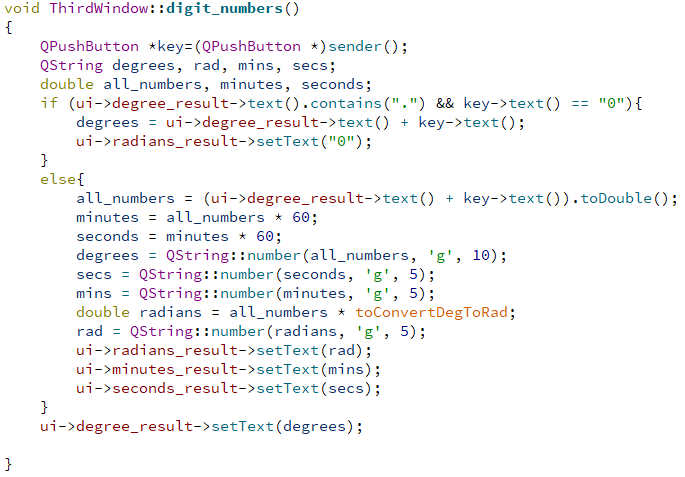 void ThirdWindow::digit_numbers()
{
    QPushButton *key=(QPushButton *)sender();
    QString degrees, rad, mins, secs;
    double all_numbers, minutes, seconds;
    if (ui->degree_result->text().contains(".") && key->text() == "0"){
        degrees = ui->degree_result->text() + key->text();
        ui->radians_result->setText("0");
    }
    else{
        all_numbers = (ui->degree_result->text() + key->text()).toDouble();
        minutes = all_numbers * 60;
        seconds = minutes * 60;
        degrees = QString::number(all_numbers, 'g', 10);
        secs = QString::number(seconds, 'g', 5);
        mins = QString::number(minutes, 'g', 5);
        double radians = all_numbers * toConvertDegToRad;
        rad = QString::number(radians, 'g', 5);
        ui->radians_result->setText(rad);
        ui->minutes_result->setText(mins);
        ui->seconds_result->setText(secs);
    }
    ui->degree_result->setText(degrees);
}